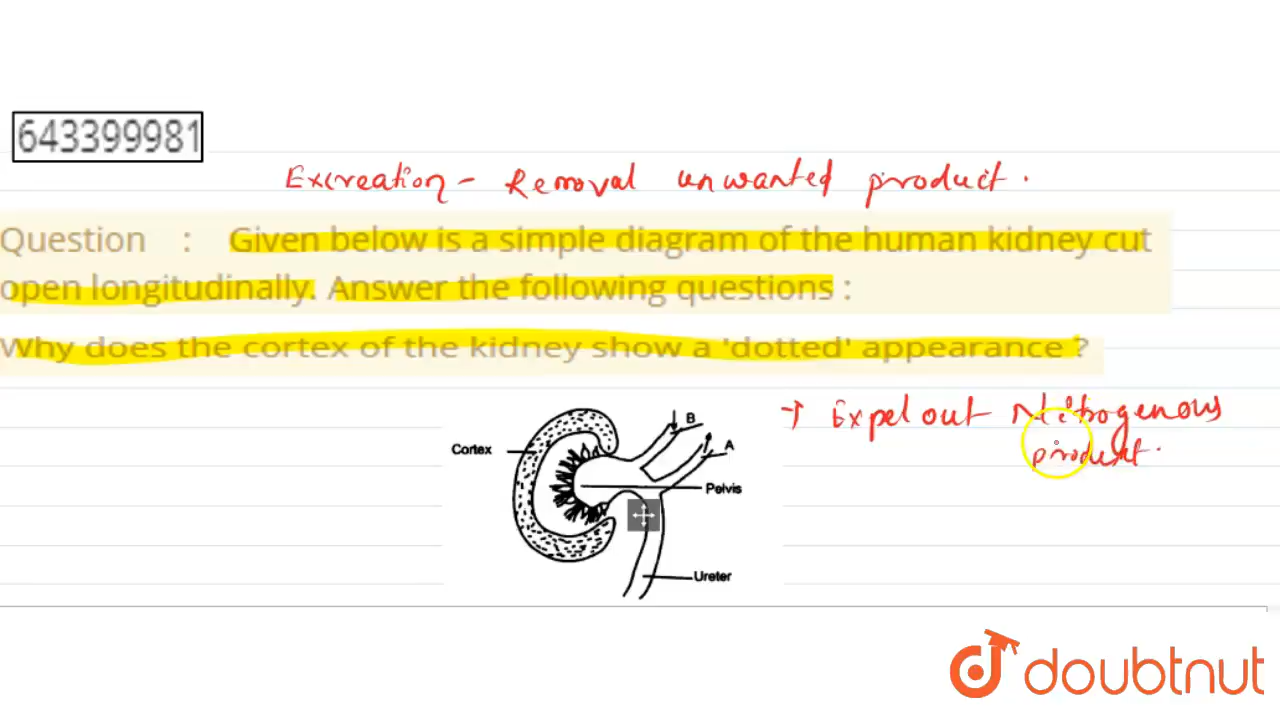 643399981
Excreation - Removal unwanted product.
Question : Given below is a simple diagram of the human kidney cut
open longitudinally. Answer the following questions :
Why does the cortex of the kidney show a 'dotted' appearance ?
→ Expel out Nitrogenous
product.
B
A
Cortex
Pelvis
Ureter
doubtnut